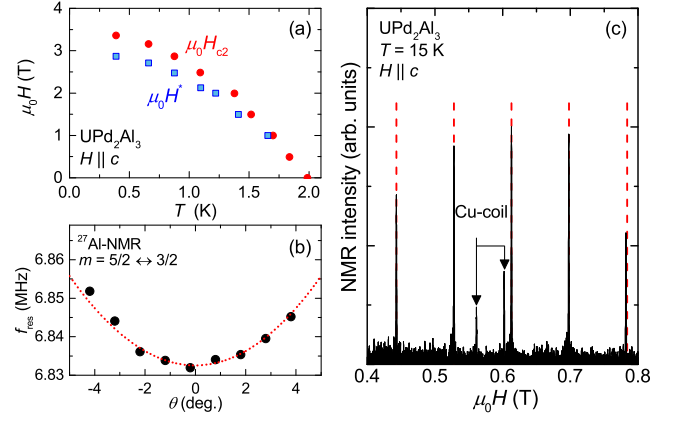 (a)
4
3
2
1
0
μ₀H (T)
μ₀H_c2
μ₀H*
UPd₂Al₃
H || c
0.0 0.5 1.0 1.5 2.0
T (K)
(b)
²⁷Al-NMR
m = 5/2 ↔ 3/2
6.86
6.85
6.84
6.83
f_res (MHz)
-4 -2 0 2 4
θ (deg.)
(c)
UPd₂Al₃
T = 15 K
H || c
Cu-coil
NMR intensity (arb. units)
0.4 0.5 0.6 0.7 0.8
μ₀H (T)